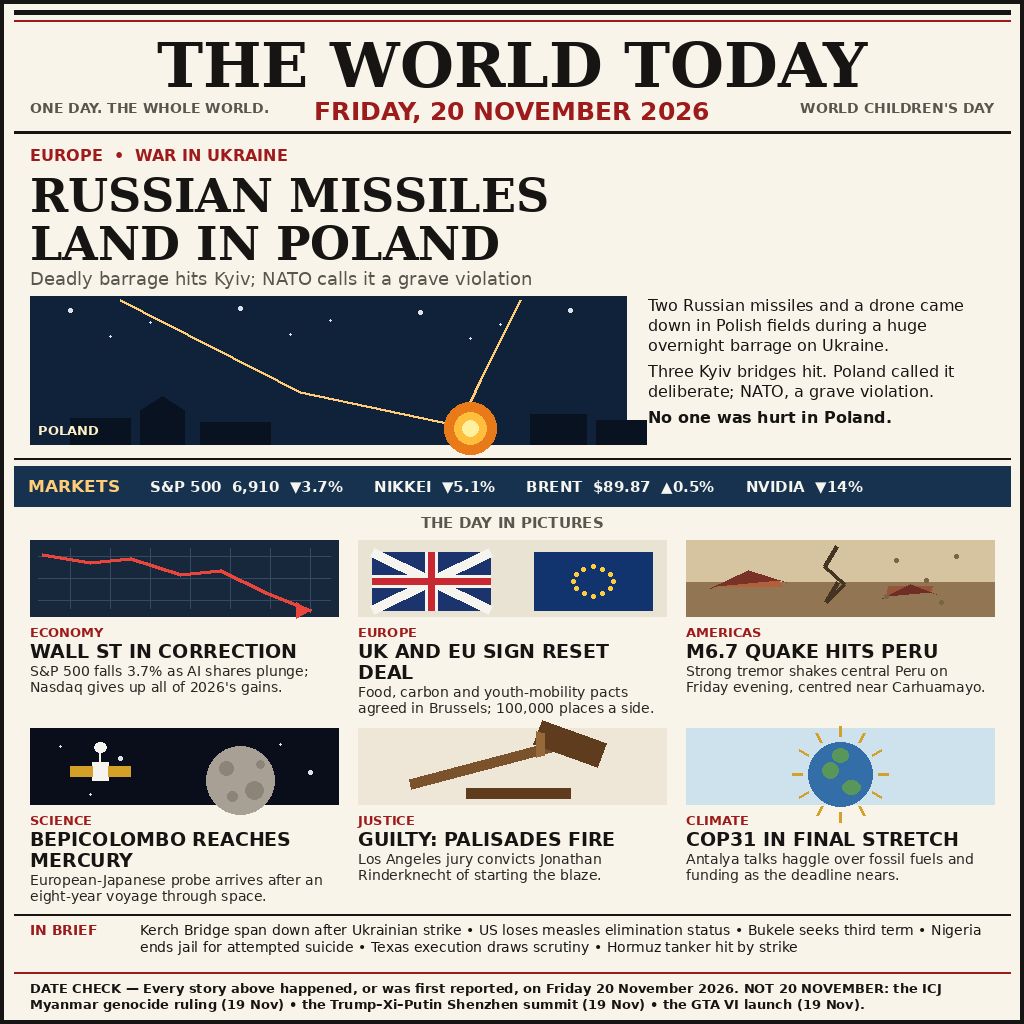 THE WORLD TODAY
ONE DAY. THE WHOLE WORLD.
FRIDAY, 20 NOVEMBER 2026
WORLD CHILDREN'S DAY
EUROPE • WAR IN UKRAINE
RUSSIAN MISSILES
LAND IN POLAND
Deadly barrage hits Kyiv; NATO calls it a grave violation
POLAND
Two Russian missiles and a drone came
down in Polish fields during a huge
overnight barrage on Ukraine.
Three Kyiv bridges hit. Poland called it
deliberate; NATO, a grave violation.
No one was hurt in Poland.
MARKETS S&P 500 6,910 ▼3.7% NIKKEI ▼5.1% BRENT $89.87 ▲0.5% NVIDIA ▼14%
THE DAY IN PICTURES
ECONOMY
WALL ST IN CORRECTION
S&P 500 falls 3.7% as AI shares plunge;
Nasdaq gives up all of 2026's gains.
EUROPE
UK AND EU SIGN RESET
DEAL
Food, carbon and youth-mobility pacts
agreed in Brussels; 100,000 places a side.
AMERICAS
M6.7 QUAKE HITS PERU
Strong tremor shakes central Peru on
Friday evening, centred near Carhuamayo.
SCIENCE
BEPICOLOMBO REACHES
MERCURY
European-Japanese probe arrives after an
eight-year voyage through space.
JUSTICE
GUILTY: PALISADES FIRE
Los Angeles jury convicts Jonathan
Rinderknecht of starting the blaze.
CLIMATE
COP31 IN FINAL STRETCH
Antalya talks haggle over fossil fuels and
funding as the deadline nears.
IN BRIEF
Kerch Bridge span down after Ukrainian strike • US loses measles elimination status • Bukele seeks third term • Nigeria
ends jail for attempted suicide • Texas execution draws scrutiny • Hormuz tanker hit by strike
DATE CHECK — Every story above happened, or was first reported, on Friday 20 November 2026. NOT 20 NOVEMBER: the ICJ
Myanmar genocide ruling (19 Nov) • the Trump–Xi–Putin Shenzhen summit (19 Nov) • the GTA VI launch (19 Nov).